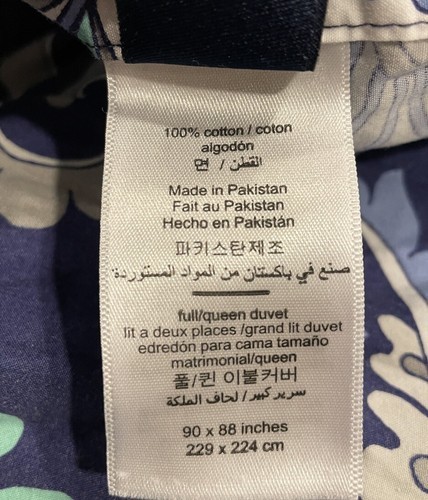 100% cotton / coton
algodón
면 / القطن
Made in Pakistan
Fait au Pakistan
Hecho en Pakistán
파키스탄제조
صنع في باكستان من المواد المستوردة
full/queen duvet
lit a deux places /grand lit duvet
edredón para cama tamaño
matrimonial/queen
풀/퀸 이불커버
سرير كبير/ لحاف الملكة
90 x 88 inches
229 x 224 cm